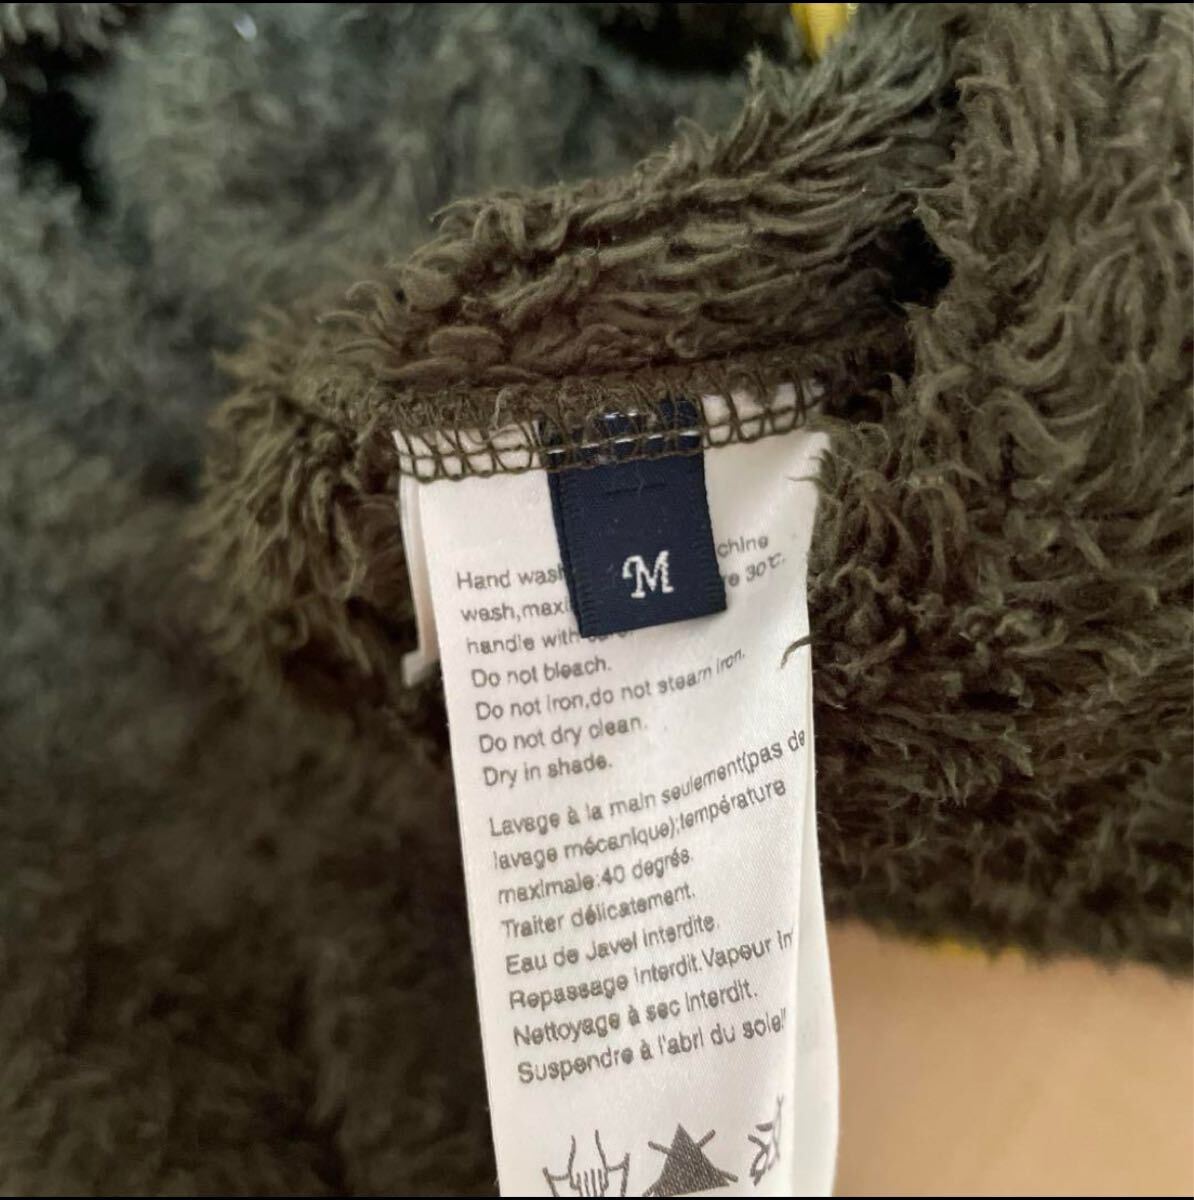 M
Hand wash
chine
wash,maxi
re 30℃.
handle with care.
Do not bleach.
Do not iron,do not steam iron.
Do not dry clean.
Dry in shade.
Lavage à la main seulement(pas de
lavage mécanique);température
maximale:40 degrés.
Traiter délicatement.
Eau de Javel interdite.
Repassage interdit.Vapeur in
Nettoyage à sec interdit.
Suspendre à l'abri du soleil